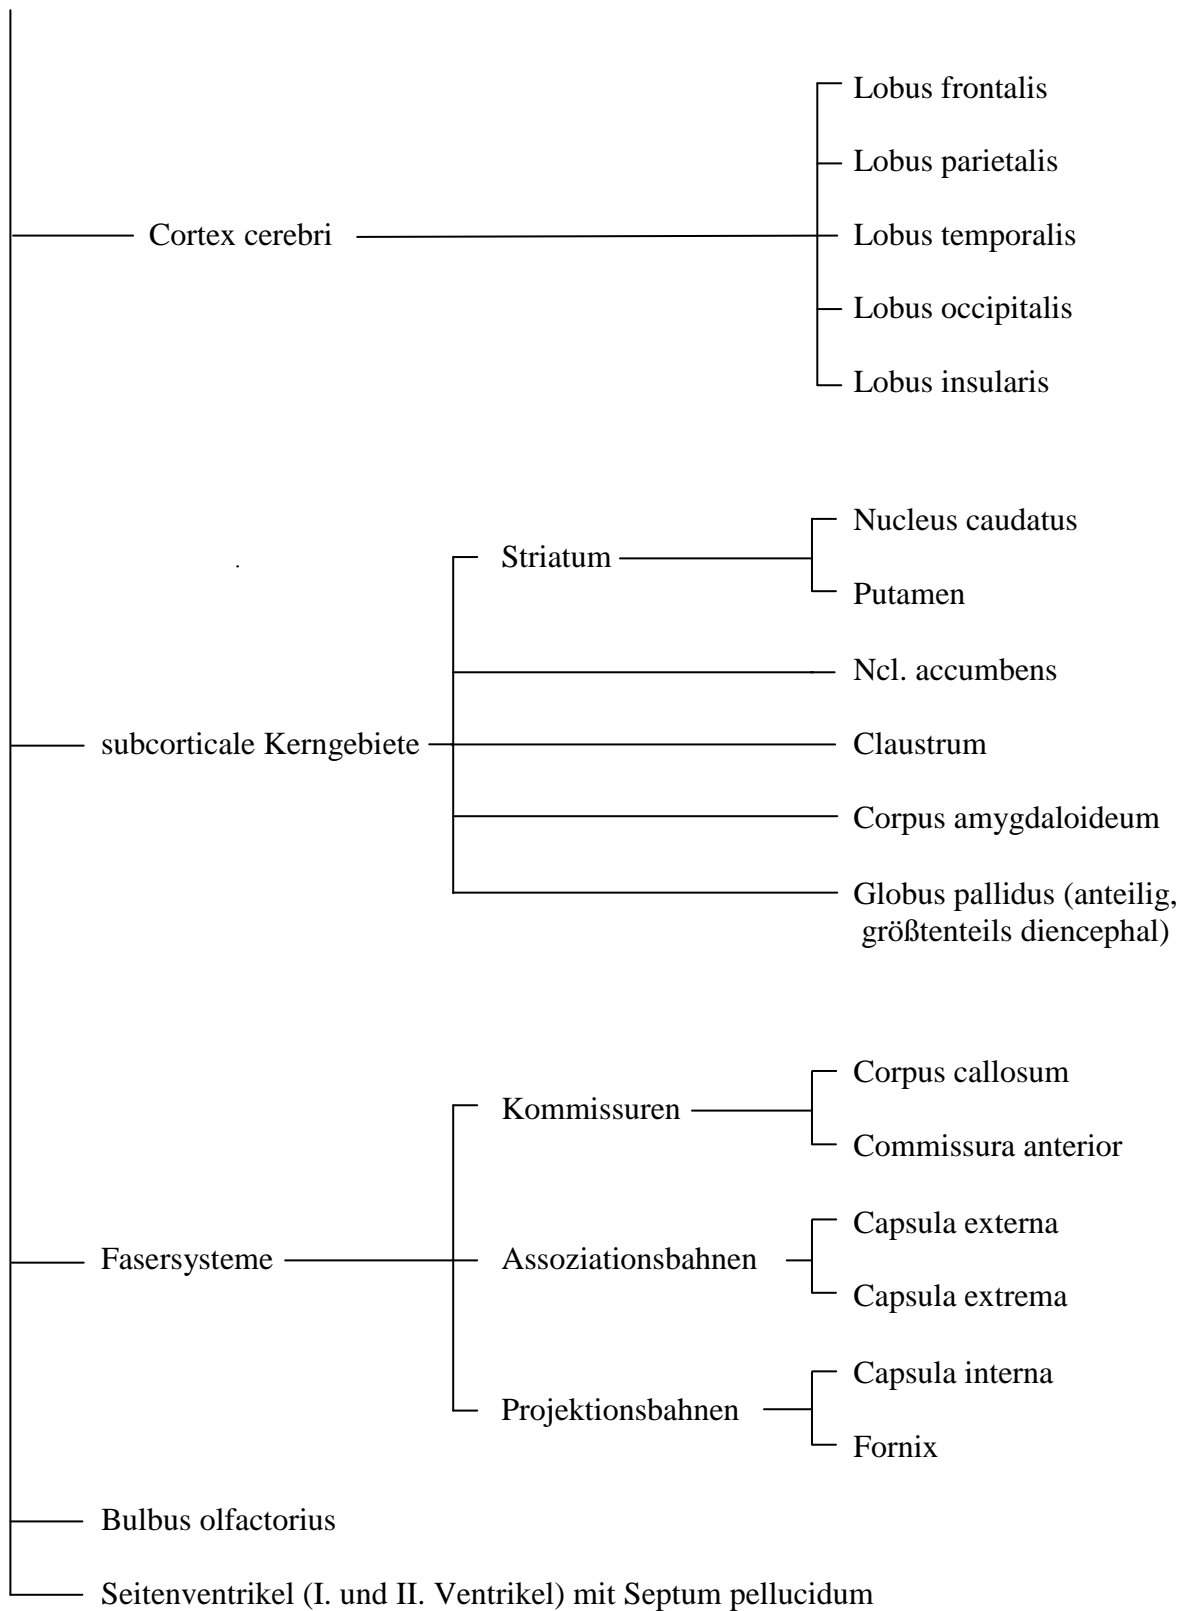 Lobus frontalis
Lobus parietalis
Cortex cerebri
Lobus temporalis
Lobus occipitalis
Lobus insularis
Nucleus caudatus
Striatum
Putamen
Ncl. accumbens
subcorticale Kerngebiete
Claustrum
Corpus amygdaloideum
Globus pallidus (anteilig,
größtenteils diencephal)
Corpus callosum
Kommissuren
Commissura anterior
Capsula externa
Fasersysteme
Assoziationsbahnen
Capsula extrema
Capsula interna
Projektionsbahnen
Fornix
Bulbus olfactorius
Seitenventrikel (I. und II. Ventrikel) mit Septum pellucidum